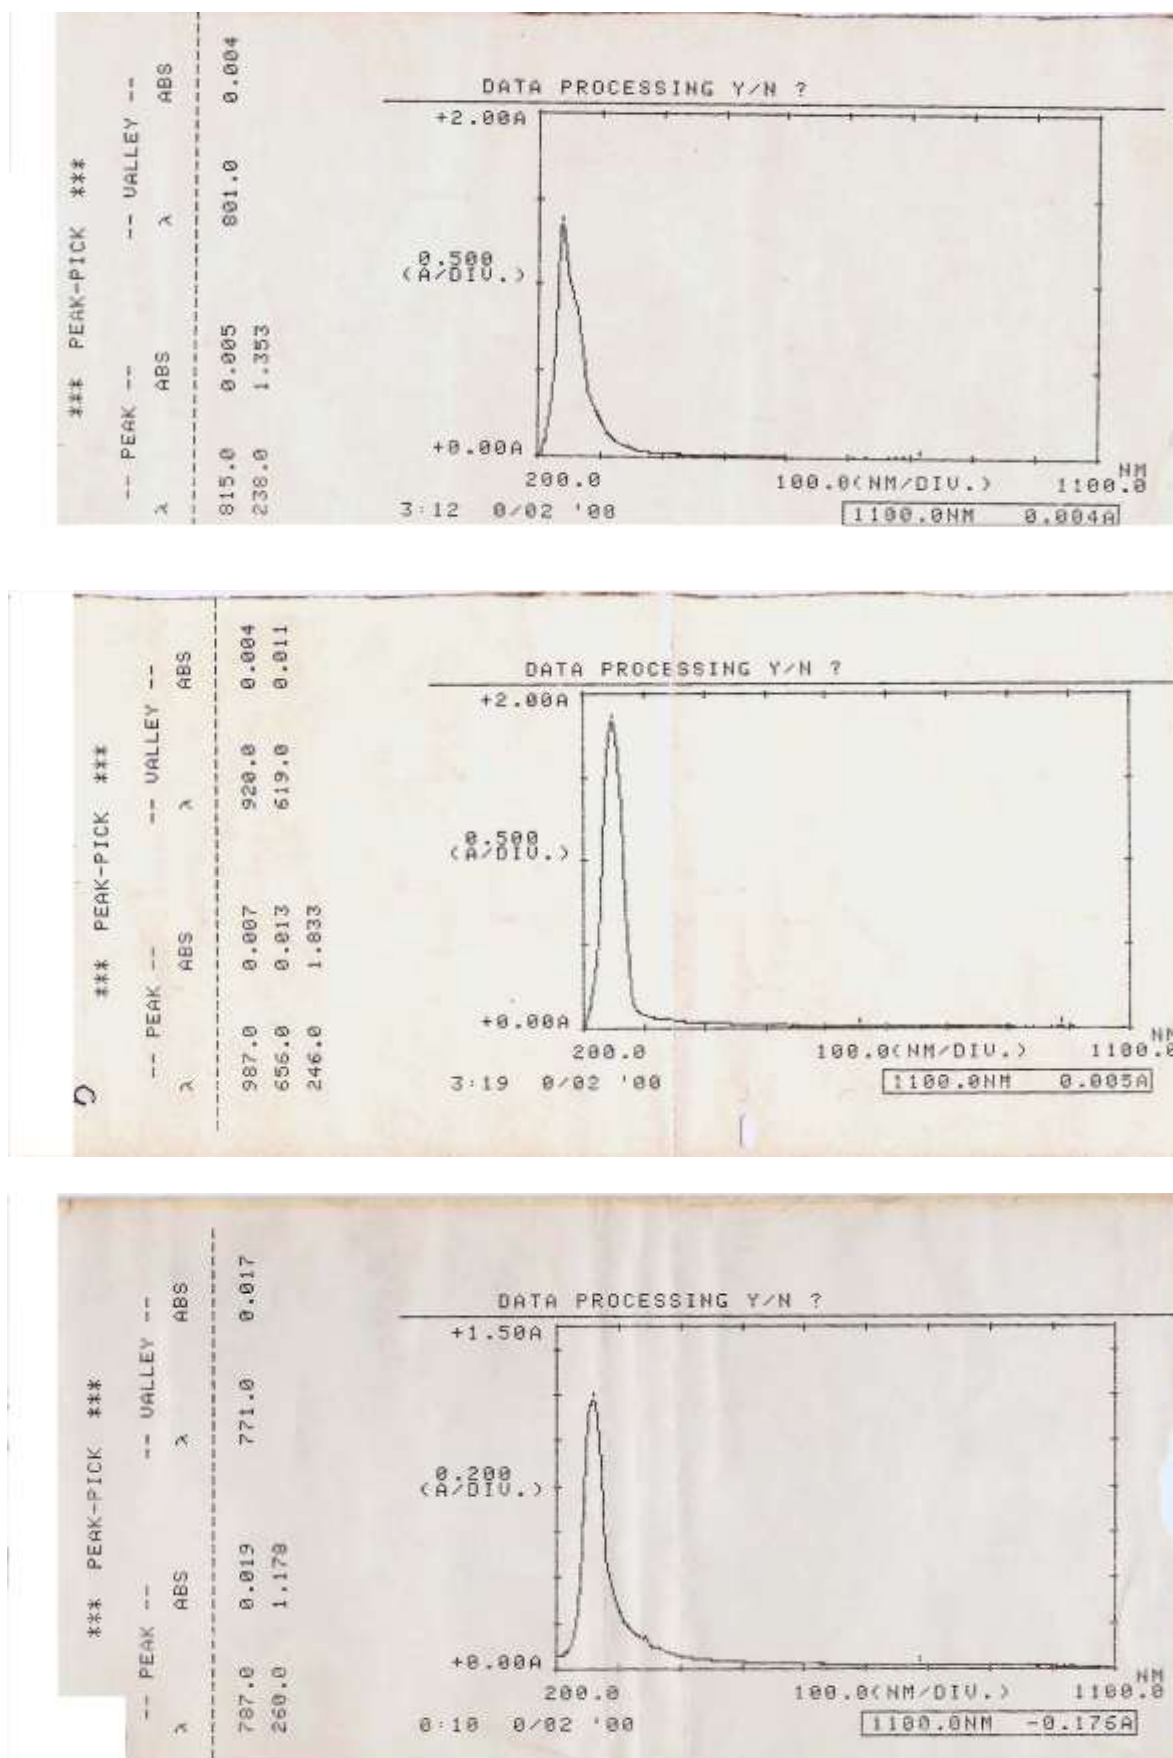 *** PEAK-PICK ***
-- PEAK -- -- VALLEY --
λ ABS λ ABS
815.0 0.005 801.0 0.004
238.0 1.353
DATA PROCESSING Y/N ?
+2.00A
0.500
(A/DIV.)
+0.00A
NM
200.0 100.0(NM/DIV.) 1100.0
3:12 0/02 '00
1100.0NM 0.004A
*** PEAK-PICK ***
-- PEAK -- -- VALLEY --
λ ABS λ ABS
987.0 0.007 920.0 0.004
656.0 0.013 619.0 0.011
246.0 1.833
DATA PROCESSING Y/N ?
+2.00A
0.500
(A/DIV.)
+0.00A
NM
200.0 100.0(NM/DIV.) 1100.0
3:19 0/02 '00
1100.0NM 0.005A
*** PEAK-PICK ***
-- PEAK -- -- VALLEY --
λ ABS λ ABS
787.0 0.019 771.0 0.017
260.0 1.178
DATA PROCESSING Y/N ?
+1.50A
0.200
(A/DIV.)
+0.00A
NM
200.0 100.0(NM/DIV.) 1100.0
0:10 0/02 '00
1100.0NM -0.176A